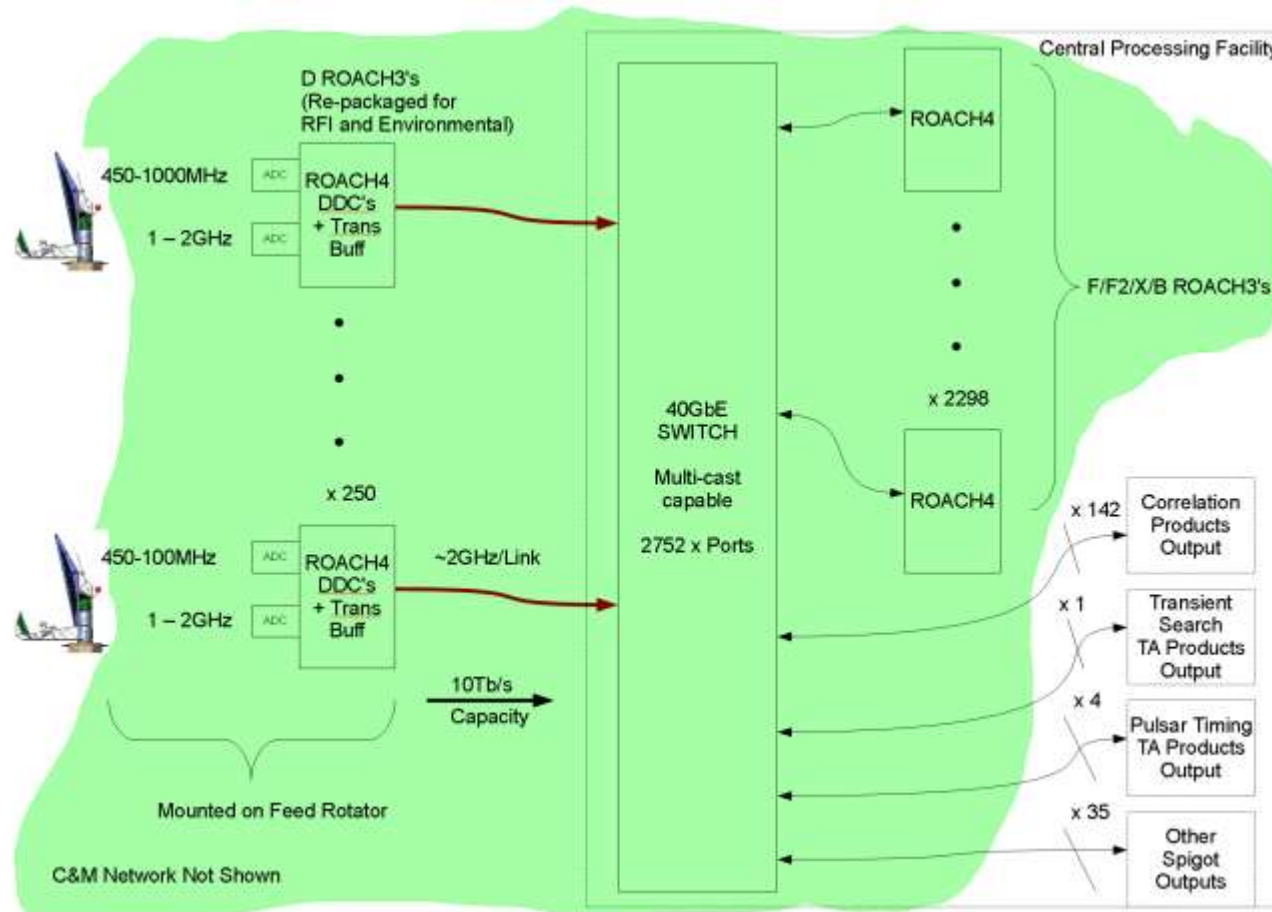 Central Processing Facility
D ROACH3's
(Re-packaged for
RFI and Environmental)
450-1000MHz
ADC
1 – 2GHz
ADC
ROACH4
DDC's
+ Trans
Buff
x 250
450-100MHz
ADC
1 – 2GHz
ADC
ROACH4
DDC's
+ Trans
Buff
~2GHz/Link
10Tb/s
Capacity
Mounted on Feed Rotator
C&M Network Not Shown
40GbE
SWITCH
Multi-cast
capable
2752 x Ports
ROACH4
x 2298
ROACH4
F/F2/X/B ROACH3's
x 142
Correlation
Products
Output
x 1
Transient
Search
TA Products
Output
x 4
Pulsar Timing
TA Products
Output
x 35
Other
Spigot
Outputs